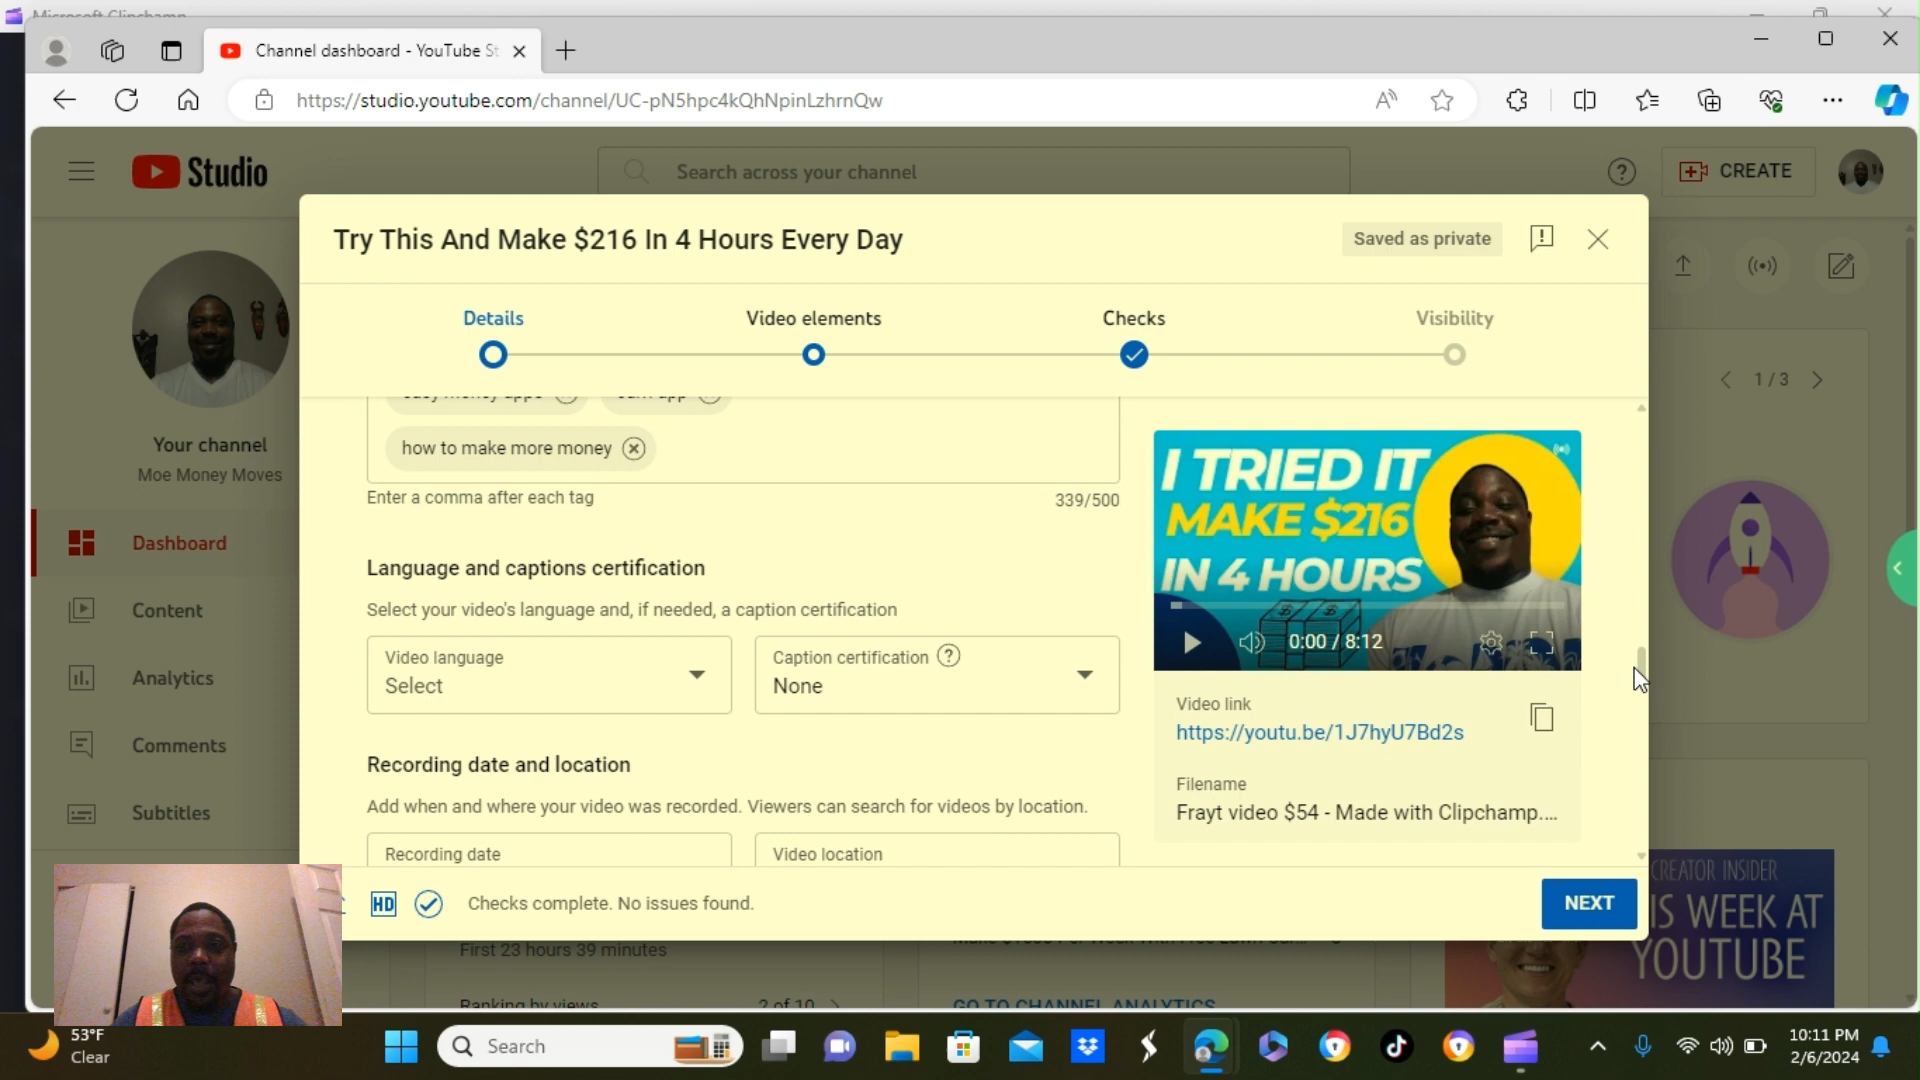 Microsoft Clipchamp
Channel dashboard - YouTube St
https://studio.youtube.com/channel/UC-pN5hpc4kQhNpinLzhrnQw
Studio
Search across your channel
CREATE
Try This And Make $216 In 4 Hours Every Day
Saved as private
Details
Video elements
Checks
Visibility
1 / 3
Your channel
Moe Money Moves
Dashboard
Content
Analytics
Comments
Subtitles
how to make more money
Enter a comma after each tag
339/500
Language and captions certification
Select your video's language and, if needed, a caption certification
Video language
Select
Caption certification
None
Recording date and location
Add when and where your video was recorded. Viewers can search for videos by location.
Recording date
Video location
I TRIED IT
MAKE $216
IN 4 HOURS
0:00 / 8:12
Video link
https://youtu.be/1J7hyU7Bd2s
Filename
Frayt video $54 - Made with Clipchamp....
HD
Checks complete. No issues found.
NEXT
First 23 hours 39 minutes
Ranking by views
2 of 10
GO TO CHANNEL ANALYTICS
CREATOR INSIDER
IS WEEK AT
YOUTUBE
53°F
Clear
Search
10:11 PM
2/6/2024